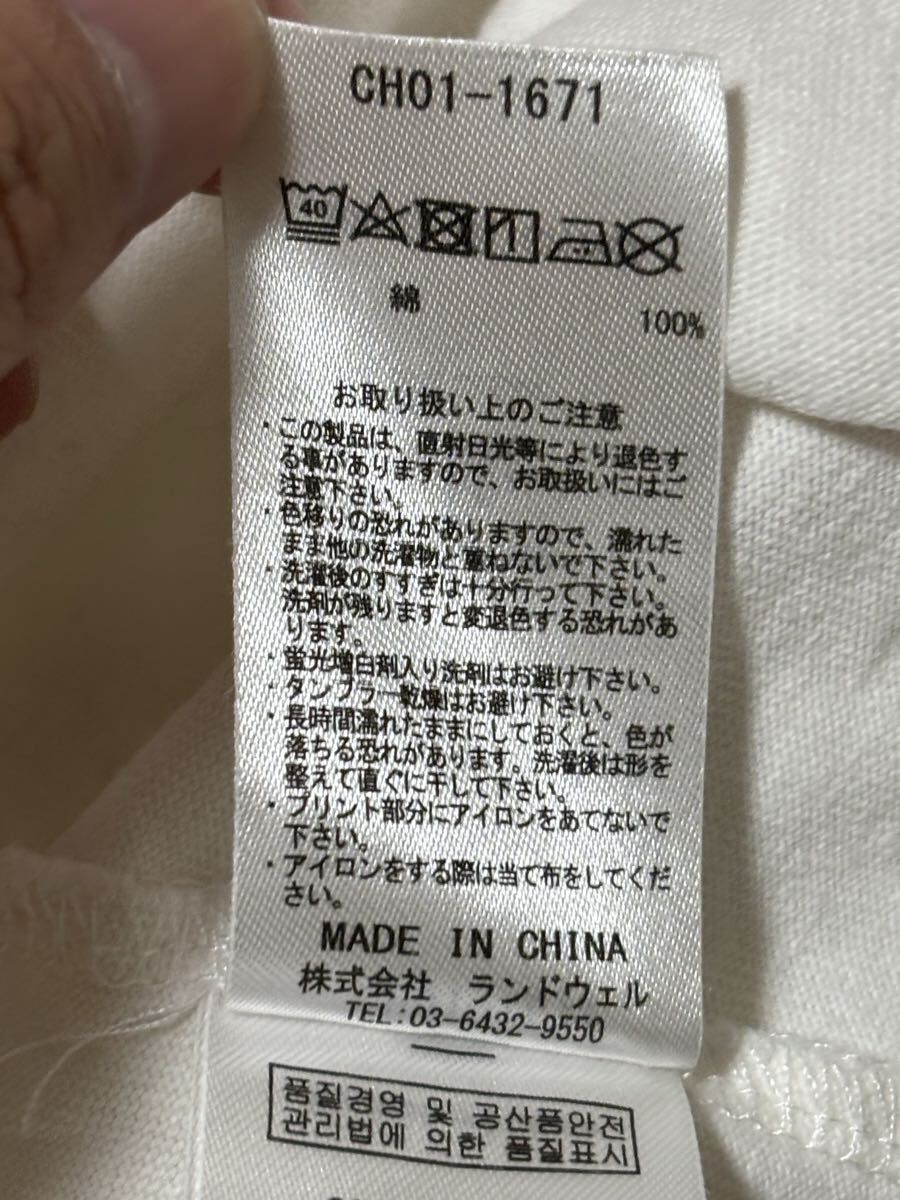 CH01-1671
40
綿
100%
お取り扱い上のご注意
・この製品は、直射日光等により退色す
る事がありますので、お取扱いにはご
注意下さい。
・色移りの恐れがありますので、濡れた
まま他の洗濯物と重ねないで下さい。
・洗濯後のすすぎは十分行って下さい。
洗剤が残りますと変退色する恐れがあ
ります。
・蛍光増白剤入り洗剤はお避け下さい。
・タンブラー乾燥はお避け下さい。
・長時間濡れたままにしておくと、色が
落ちる恐れがあります。洗濯後は形を
整えて直ぐに干して下さい。
・プリント部分にアイロンをあてないで
下さい。
・アイロンをする際は当て布をしてくだ
さい。
MADE IN CHINA
株式会社 ランドウェル
TEL:03-6432-9550
품질경영 및 공산품안전
관리법에 의한 품질표시